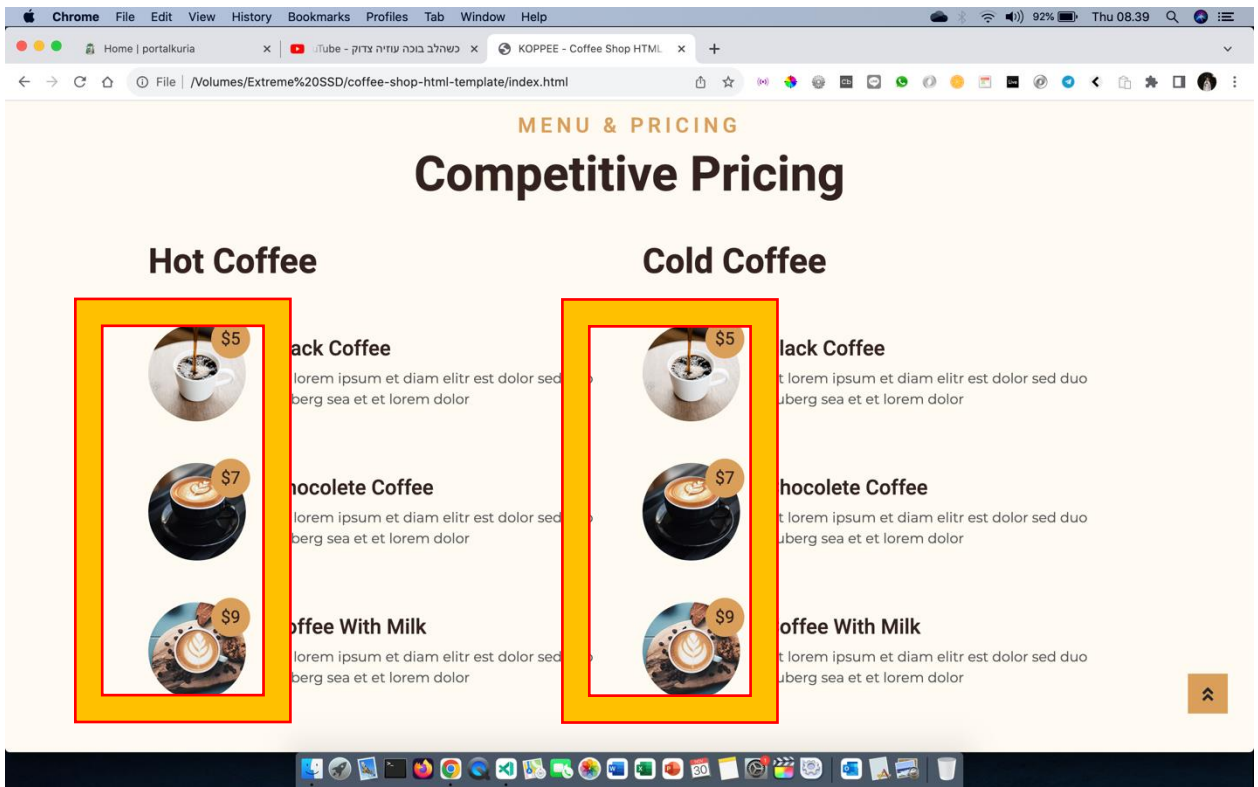 Chrome File Edit View History Bookmarks Profiles Tab Window Help 92% Thu 08.39
Home | portalkuria
כשהלב בוכה עוזיה צדוק - uTube
KOPPEE - Coffee Shop HTML
File | /Volumes/Extreme%20SSD/coffee-shop-html-template/index.html
MENU & PRICING
Competitive Pricing
Hot Coffee
$5
ack Coffee
lorem ipsum et diam elitr est dolor sed
berg sea et et lorem dolor
$7
hocolete Coffee
lorem ipsum et diam elitr est dolor sed
berg sea et et lorem dolor
$9
offee With Milk
lorem ipsum et diam elitr est dolor sed
berg sea et et lorem dolor
Cold Coffee
$5
lack Coffee
t lorem ipsum et diam elitr est dolor sed duo
uberg sea et et lorem dolor
$7
hocolete Coffee
t lorem ipsum et diam elitr est dolor sed duo
uberg sea et et lorem dolor
$9
offee With Milk
t lorem ipsum et diam elitr est dolor sed duo
uberg sea et et lorem dolor
30